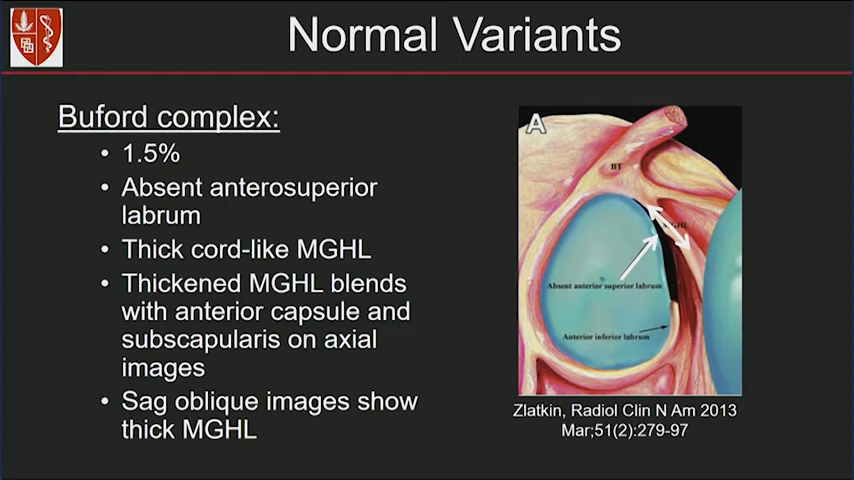 Normal Variants
Buford complex:
• 1.5%
• Absent anterosuperior
labrum
• Thick cord-like MGHL
• Thickened MGHL blends
with anterior capsule and
subscapularis on axial
images
• Sag oblique images show
thick MGHL
A
BT
MGHL
Absent anterior superior labrum
Anterior inferior labrum
Zlatkin, Radiol Clin N Am 2013
Mar;51(2):279-97